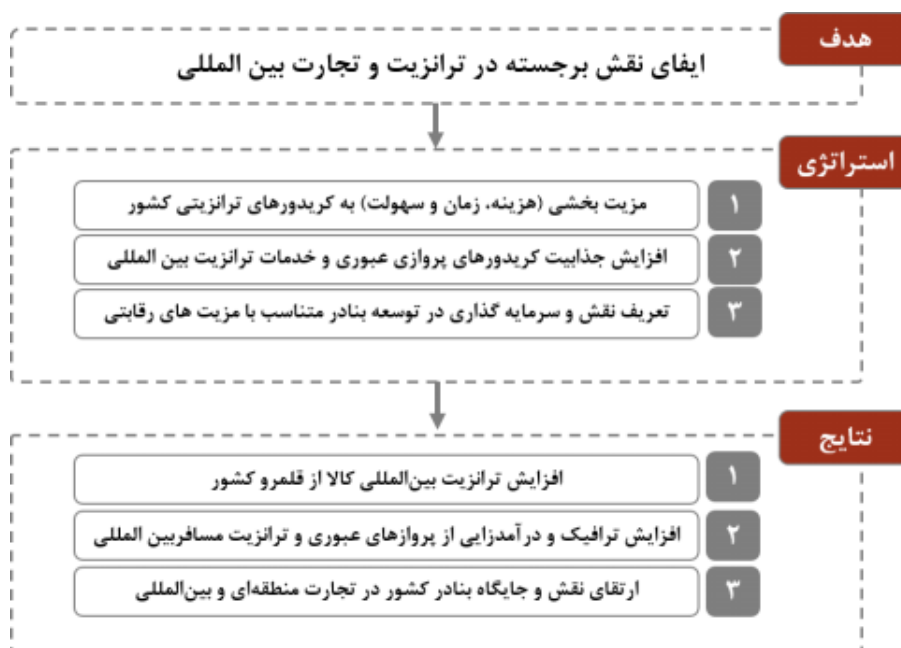 هدف
ایفای نقش برجسته در ترانزیت و تجارت بین المللی
استراتژی
۱ مزیت بخشی (هزینه، زمان و سهولت) به کریدورهای ترانزیتی کشور
۲ افزایش جذابیت کریدورهای پروازی عبوری و خدمات ترانزیت بین المللی
۳ تعریف نقش و سرمایه گذاری در توسعه بنادر متناسب با مزیت های رقابتی
نتایج
۱ افزایش ترانزیت بین‌المللی کالا از قلمرو کشور
۲ افزایش ترافیک و درآمدزایی از پروازهای عبوری و ترانزیت مسافربین المللی
۳ ارتقای نقش و جایگاه بنادر کشور در تجارت منطقه‌ای و بین‌المللی